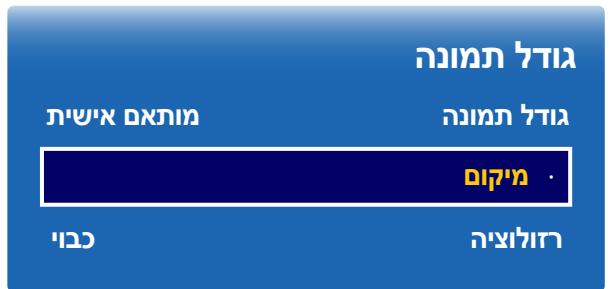 גודל תמונה
גודל תמונה מותאם אישית
· מיקום
רזולוציה כבוי